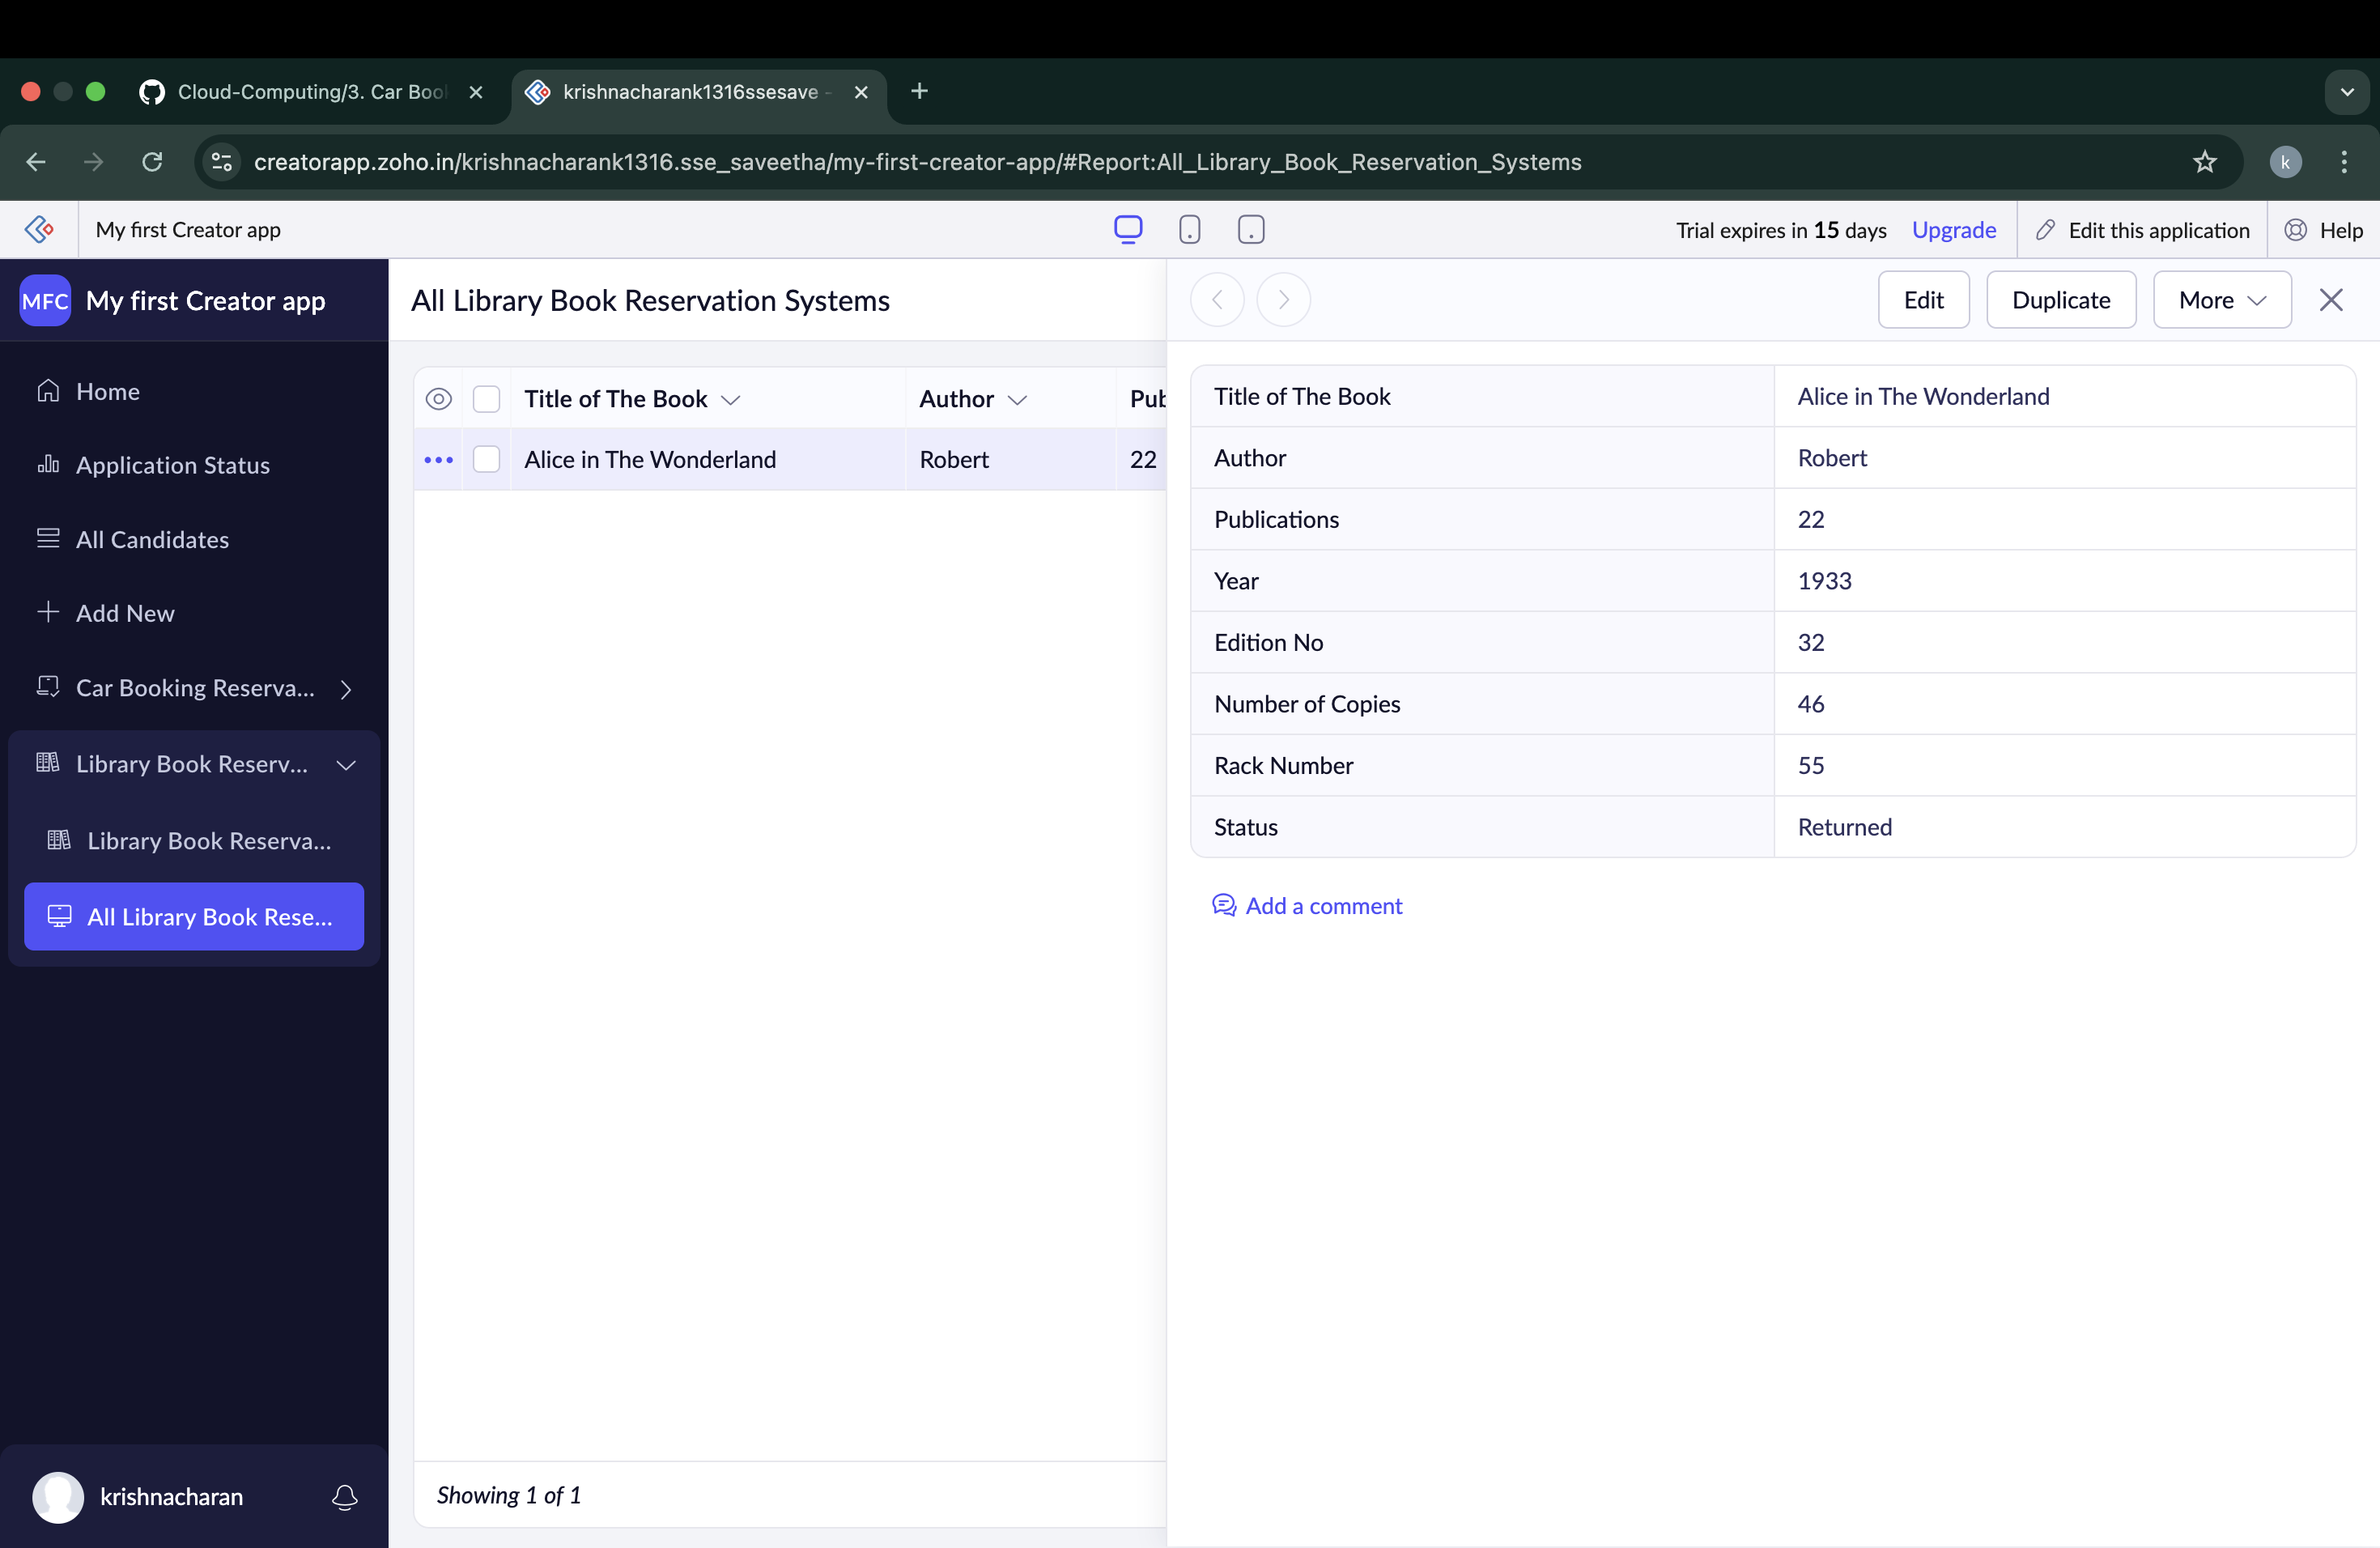 Cloud-Computing/3. Car Boo
krishnacharank1316ssesave -
creatorapp.zoho.in/krishnacharank1316.sse_saveetha/my-first-creator-app/#Report:All_Library_Book_Reservation_Systems
k
My first Creator app
Trial expires in 15 days Upgrade
Edit this application
Help
MFC My first Creator app
Home
Application Status
All Candidates
Add New
Car Booking Reserva...
Library Book Reserv...
Library Book Reserva...
All Library Book Rese...
krishnacharan
All Library Book Reservation Systems
Title of The Book Author Pub
Alice in The Wonderland Robert 22
Showing 1 of 1
Edit Duplicate More
Title of The Book Alice in The Wonderland
Author Robert
Publications 22
Year 1933
Edition No 32
Number of Copies 46
Rack Number 55
Status Returned
Add a comment